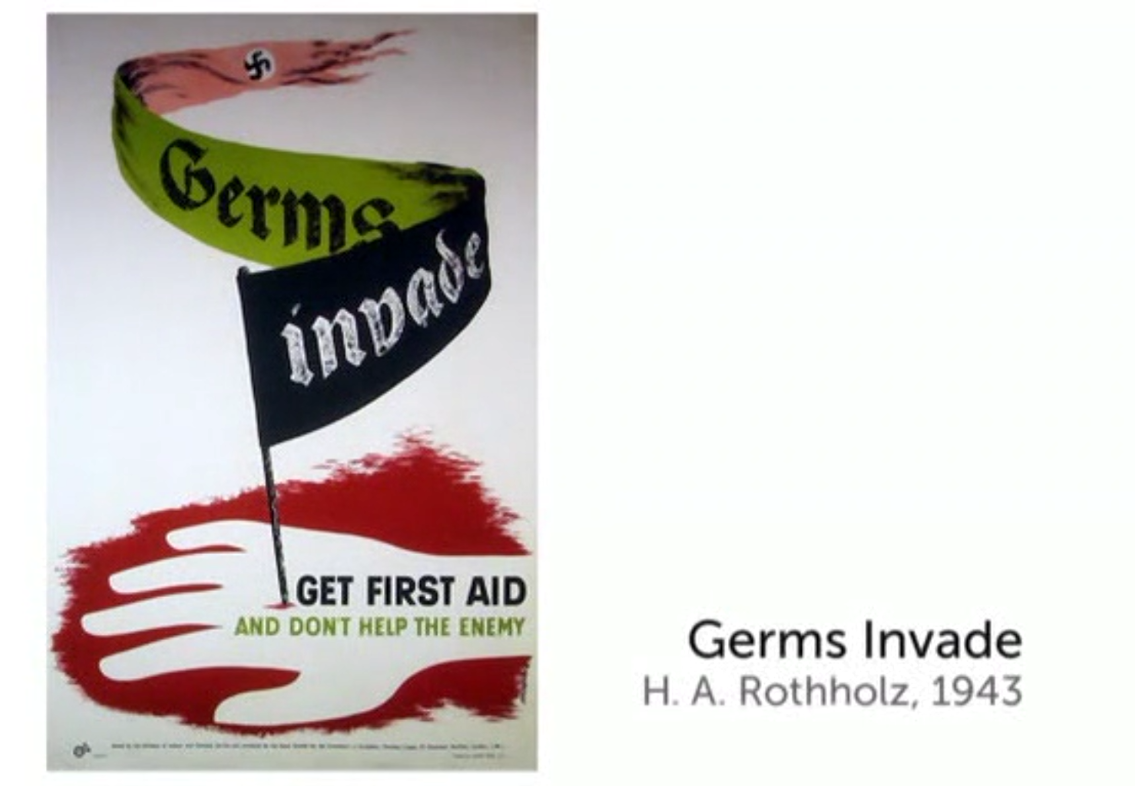 Germs
invade
GET FIRST AID
AND DON'T HELP THE ENEMY
Germs Invade
H. A. Rothholz, 1943